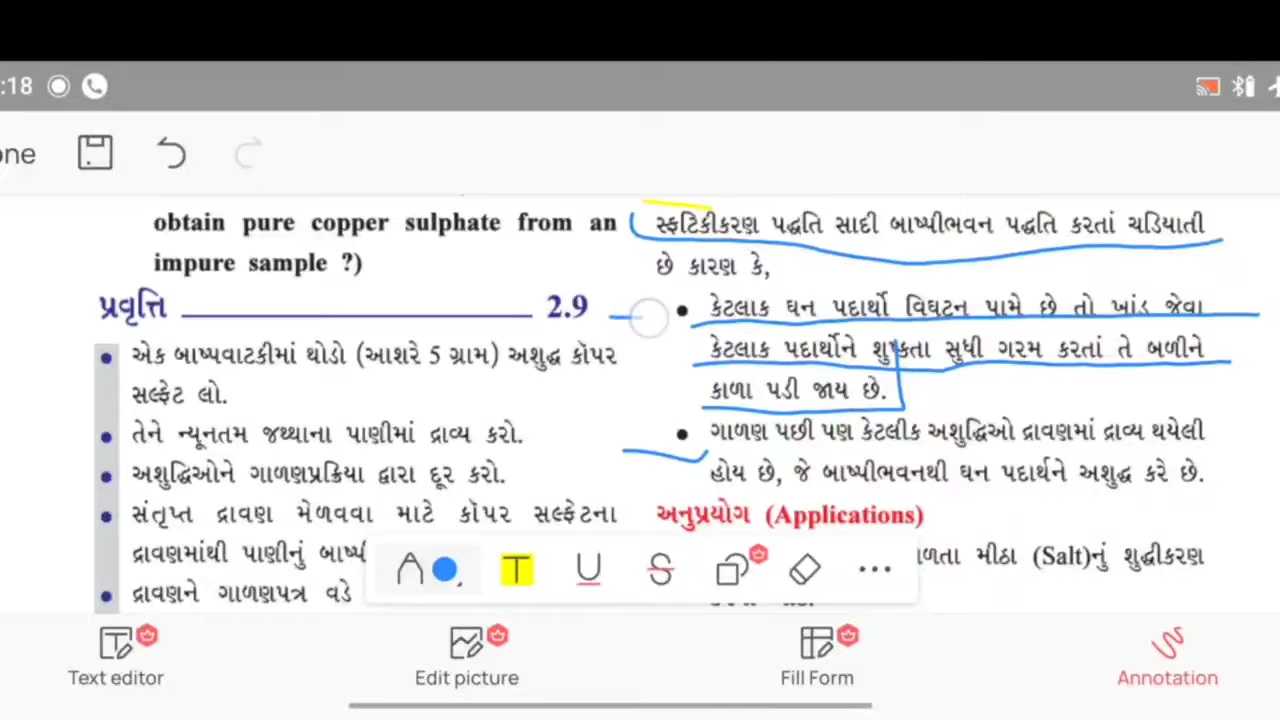 :18
one
obtain pure copper sulphate from an
impure sample ?)
પ્રવૃત્તિ 2.9
એક બાષ્પવાટકીમાં થોડો (આશરે 5 ગ્રામ) અશુદ્ધ કૉપર
સલ્ફેટ લો.
તેને ન્યૂનતમ જથ્થાના પાણીમાં દ્રાવ્ય કરો.
અશુદ્ધિઓને ગાળણપ્રક્રિયા દ્વારા દૂર કરો.
સંતૃપ્ત દ્રાવણ મેળવવા માટે કૉપર સલ્ફેટના
દ્રાવણમાંથી પાણીનું
દ્રાવણને ગાળણપત્ર વડે
સ્ફટિકીકરણ પદ્ધતિ સાદી બાષ્પીભવન પદ્ધતિ કરતાં ચડિયાતી
છે કારણ કે,
કેટલાક ઘન પદાર્થો વિઘટન પામે છે તો ખાંડ જેવા
કેટલાક પદાર્થોને શુષ્કતા સુધી ગરમ કરતાં તે બળીને
કાળા પડી જાય છે.
ગાળણ પછી પણ કેટલીક અશુદ્ધિઓ દ્રાવણમાં દ્રાવ્ય થયેલી
હોય છે, જે બાષ્પીભવનથી ઘન પદાર્થને અશુદ્ધ કરે છે.
અનુપ્રયોગ (Applications)
મીઠા (Salt)નું શુદ્ધીકરણ
Text editor
Edit picture
Fill Form
Annotation